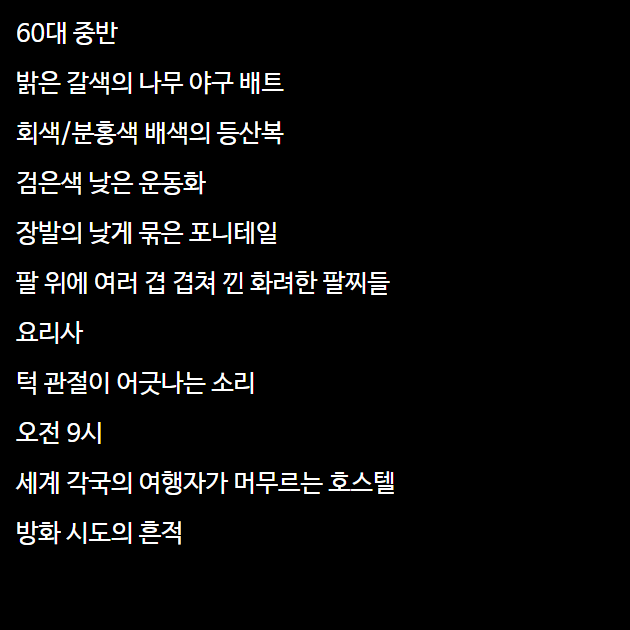 60대 중반
밝은 갈색의 나무 야구 배트
회색/분홍색 배색의 등산복
검은색 낮은 운동화
장발의 낮게 묶은 포니테일
팔 위에 여러 겹 겹쳐 낀 화려한 팔찌들
요리사
턱 관절이 어긋나는 소리
오전 9시
세계 각국의 여행자가 머무르는 호스텔
방화 시도의 흔적